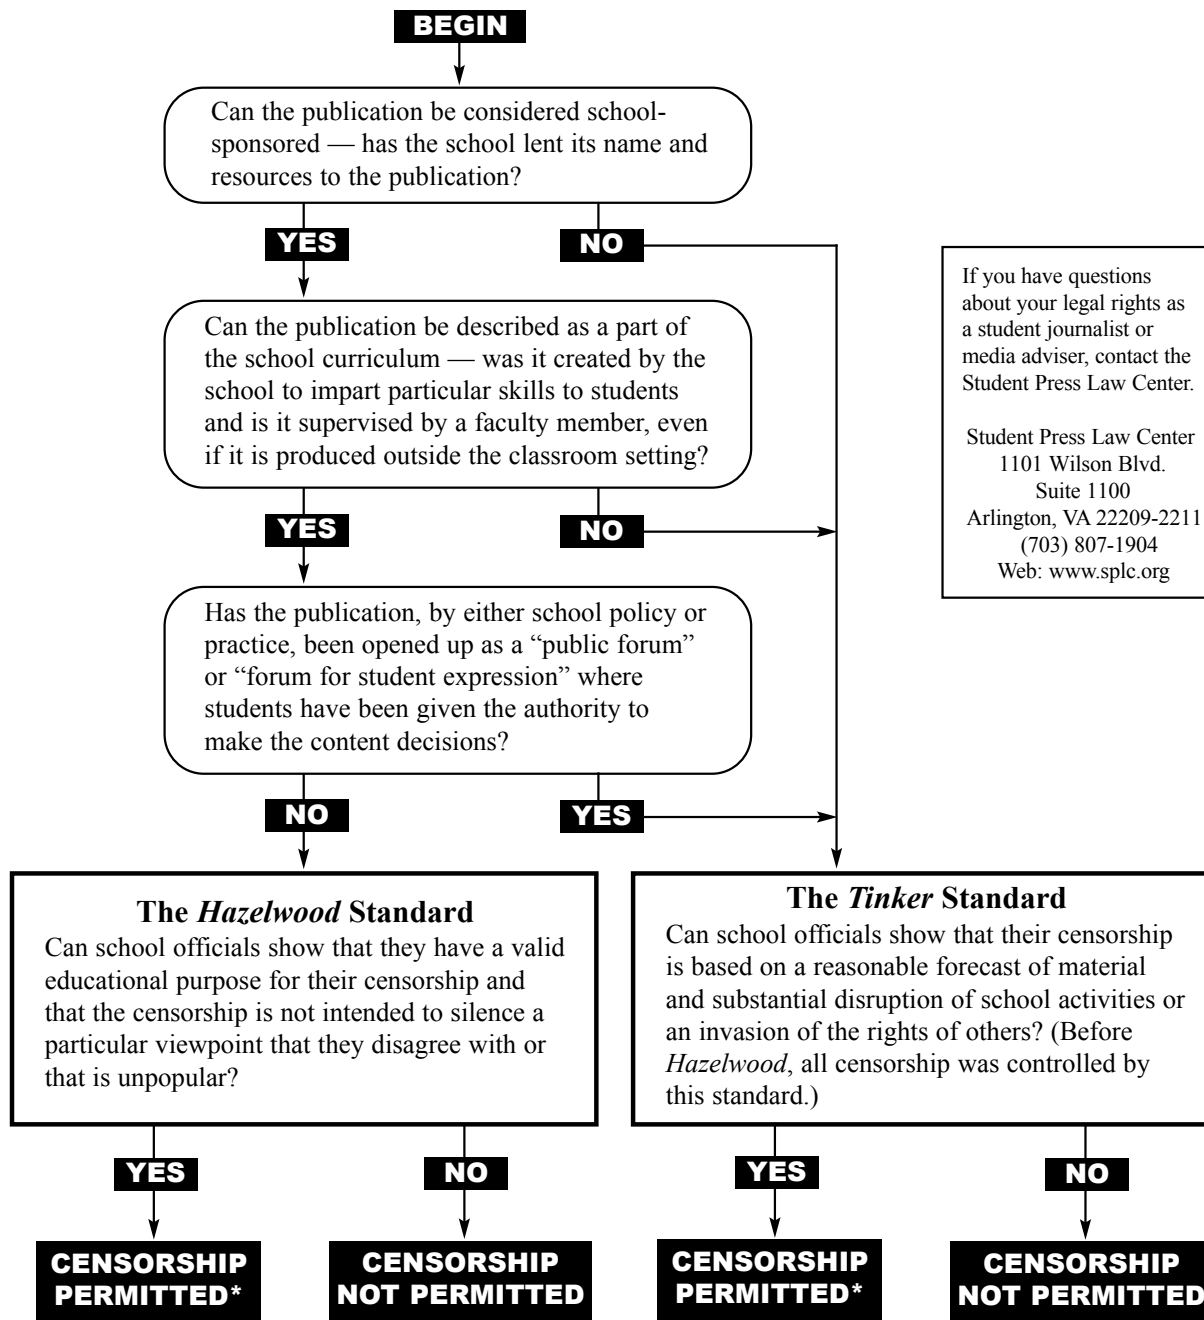 BEGIN
Can the publication be considered school-
sponsored — has the school lent its name and
resources to the publication?
YES
NO
Can the publication be described as a part of
the school curriculum — was it created by the
school to impart particular skills to students
and is it supervised by a faculty member, even
if it is produced outside the classroom setting?
YES
NO
Has the publication, by either school policy or
practice, been opened up as a “public forum”
or “forum for student expression” where
students have been given the authority to
make the content decisions?
NO
YES
If you have questions
about your legal rights as
a student journalist or
media adviser, contact the
Student Press Law Center.
Student Press Law Center
1101 Wilson Blvd.
Suite 1100
Arlington, VA 22209-2211
(703) 807-1904
Web: www.splc.org
The Hazelwood Standard
Can school officials show that they have a valid
educational purpose for their censorship and
that the censorship is not intended to silence a
particular viewpoint that they disagree with or
that is unpopular?
YES
NO
CENSORSHIP
PERMITTED*
CENSORSHIP
NOT PERMITTED
The Tinker Standard
Can school officials show that their censorship
is based on a reasonable forecast of material
and substantial disruption of school activities or
an invasion of the rights of others? (Before
Hazelwood, all censorship was controlled by
this standard.)
YES
NO
CENSORSHIP
PERMITTED*
CENSORSHIP
NOT PERMITTED